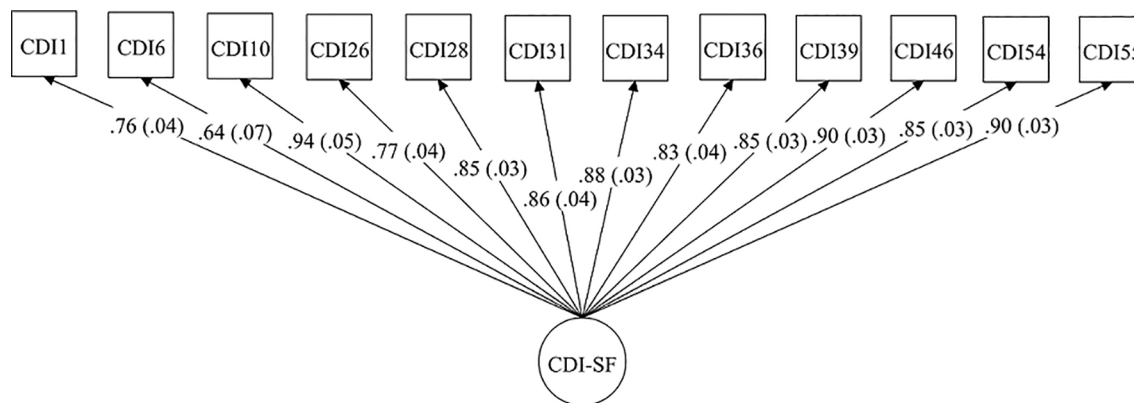 CDI1 CDI6 CDI10 CDI26 CDI28 CDI31 CDI34 CDI36 CDI39 CDI46 CDI54
.76 (.04) .64 (.07) .94 (.05) .77 (.04) .85 (.03) .86 (.04) .88 (.03) .83 (.04) .85 (.03) .90 (.03) .85 (.03) .90 (.03)
CDI-SF